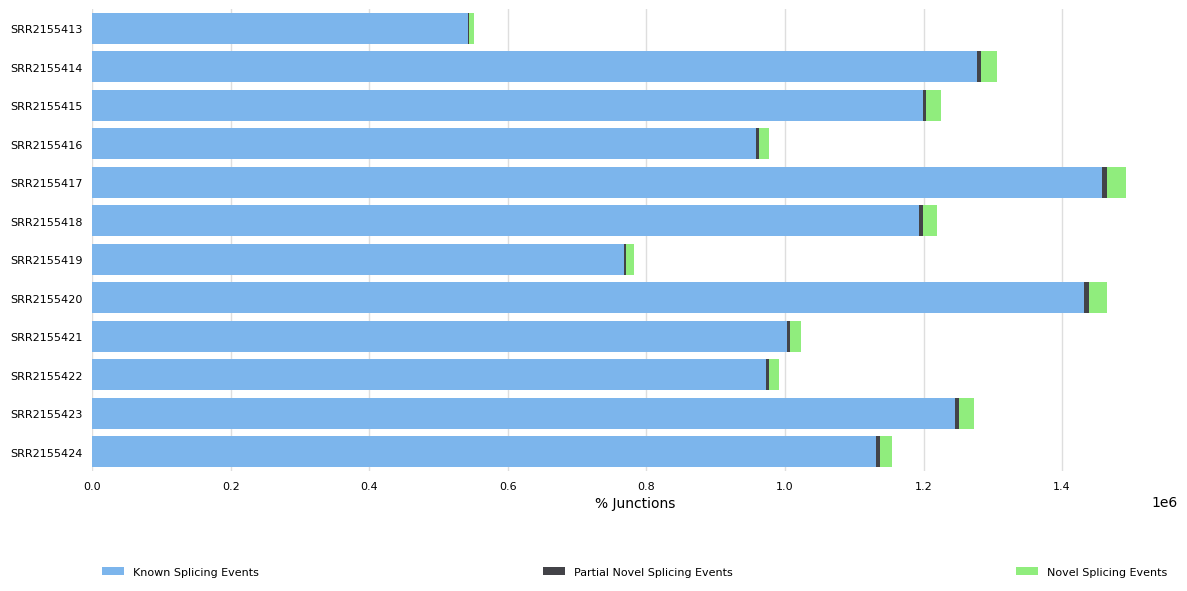 SRR2155413
SRR2155414
SRR2155415
SRR2155416
SRR2155417
SRR2155418
SRR2155419
SRR2155420
SRR2155421
SRR2155422
SRR2155423
SRR2155424
0.0 0.2 0.4 0.6 0.8 1.0 1.2 1.4
% Junctions
1e6
Known Splicing Events Partial Novel Splicing Events Novel Splicing Events